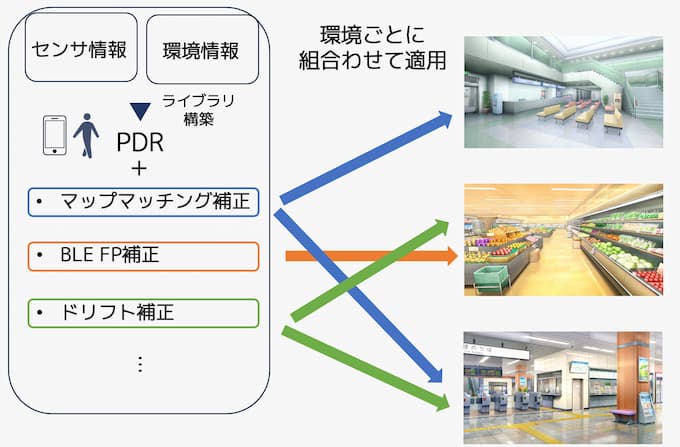 センサ情報
環境情報
ライブラリ
構築
PDR
+
• マップマッチング補正
• BLE FP補正
• ドリフト補正
⋮
環境ごとに
組合わせて適用